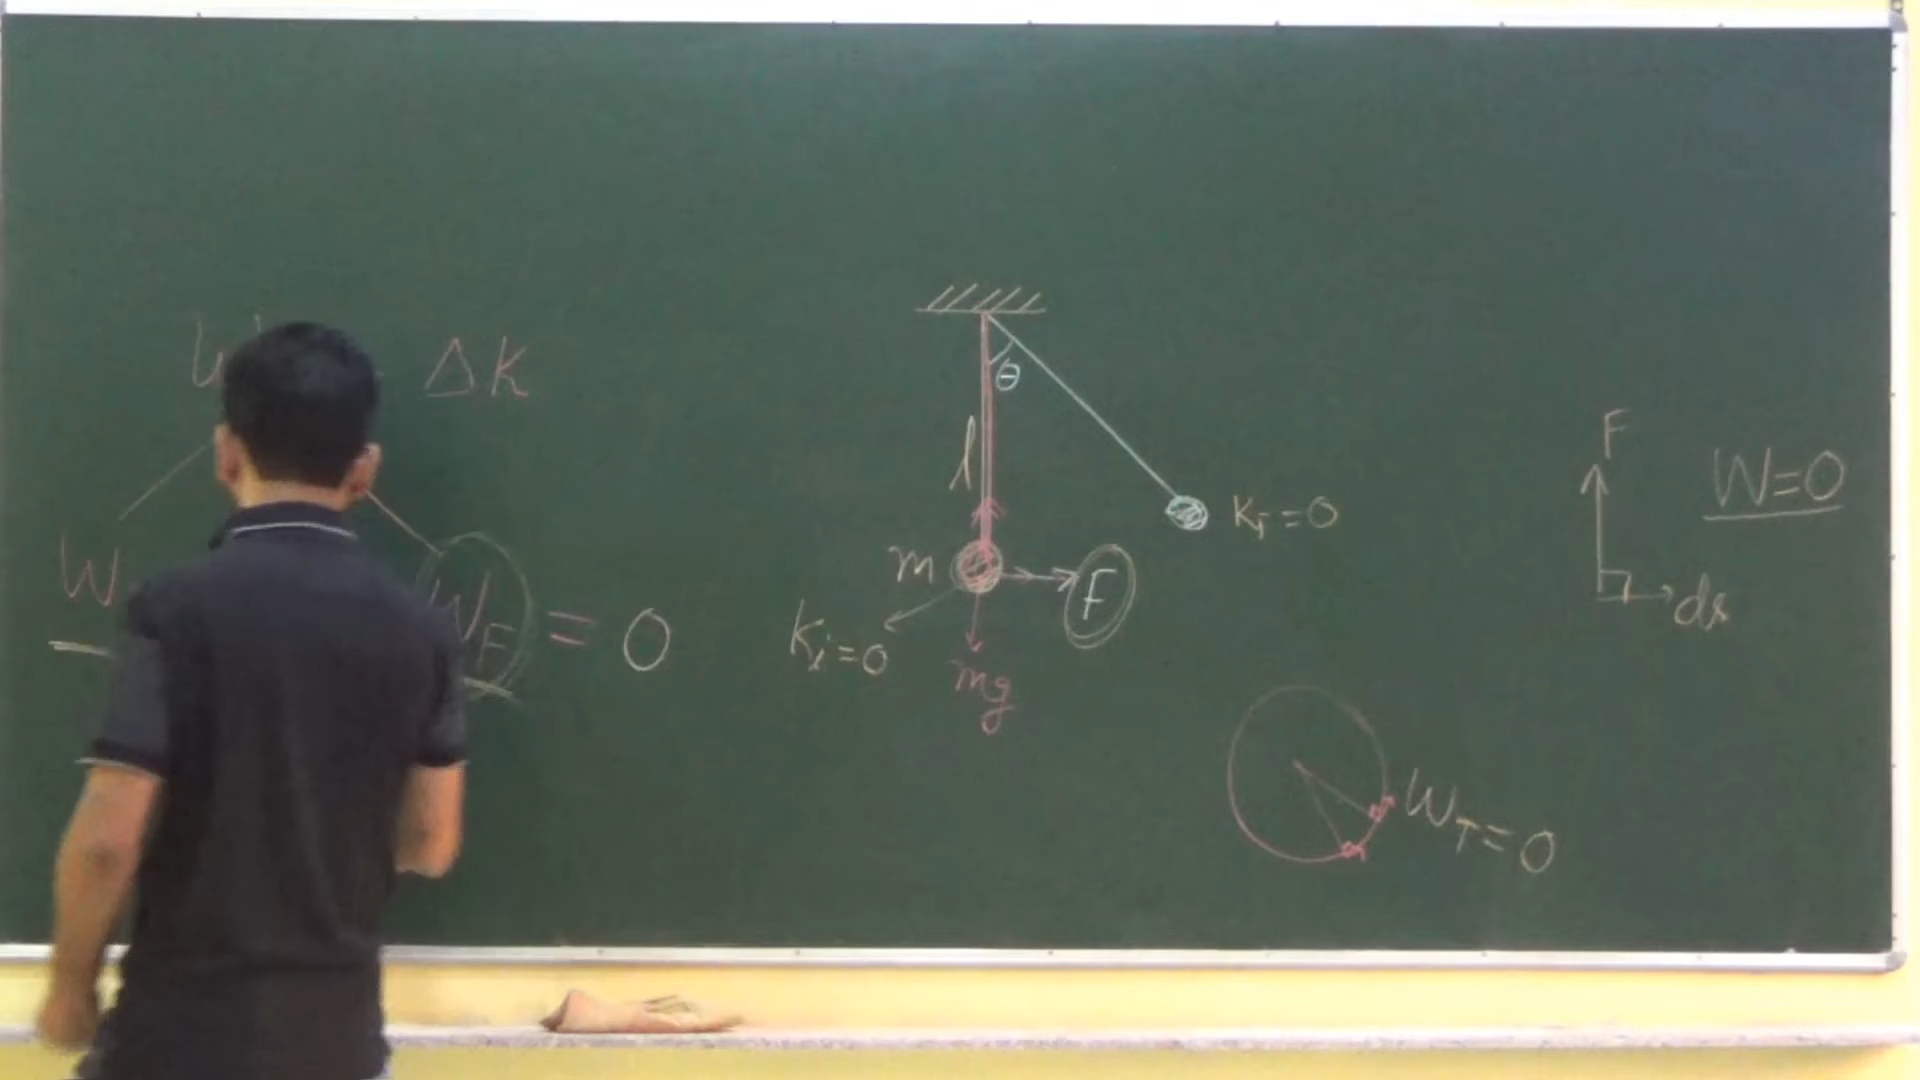 ΔK
W
W_F = 0
θ
l
m
F
K_i = 0
mg
K_f = 0
W_T = 0
F
ds
W = 0